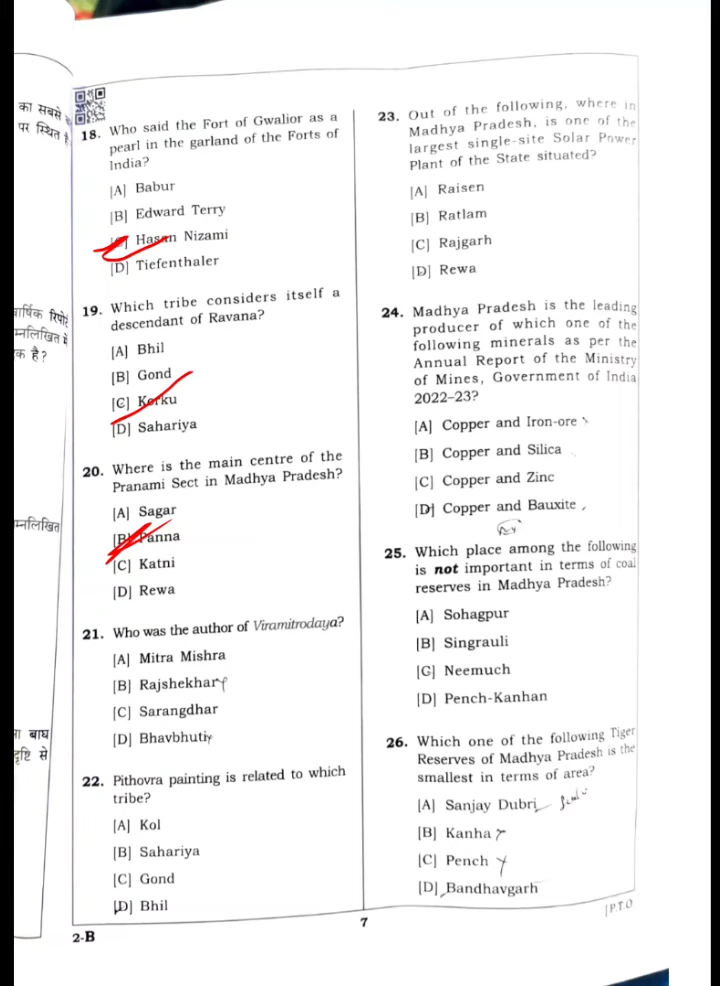 का सबसे
पर स्थित है
18. Who said the Fort of Gwalior as a
pearl in the garland of the Forts of
India?
[A] Babur
[B] Edward Terry
[C] Hasan Nizami
[D] Tiefenthaler
वार्षिक रिपोर्ट
म्नलिखित में
क है?
19. Which tribe considers itself a
descendant of Ravana?
[A] Bhil
[B] Gond
[C] Korku
[D] Sahariya
20. Where is the main centre of the
Pranami Sect in Madhya Pradesh?
[A] Sagar
[B] Panna
[C] Katni
[D] Rewa
म्नलिखित
21. Who was the author of Viramitrodaya?
[A] Mitra Mishra
[B] Rajshekhar
[C] Sarangdhar
[D] Bhavbhuti
ना बाघ
दृष्टि से
22. Pithovra painting is related to which
tribe?
[A] Kol
[B] Sahariya
[C] Gond
[D] Bhil
23. Out of the following, where in
Madhya Pradesh, is one of the
largest single-site Solar Power
Plant of the State situated?
[A] Raisen
[B] Ratlam
[C] Rajgarh
[D] Rewa
24. Madhya Pradesh is the leading
producer of which one of the
following minerals as per the
Annual Report of the Ministry
of Mines, Government of India
2022–23?
[A] Copper and Iron-ore
[B] Copper and Silica
[C] Copper and Zinc
[D] Copper and Bauxite
25. Which place among the following
is not important in terms of coal
reserves in Madhya Pradesh?
[A] Sohagpur
[B] Singrauli
[C] Neemuch
[D] Pench-Kanhan
26. Which one of the following Tiger
Reserves of Madhya Pradesh is the
smallest in terms of area?
[A] Sanjay Dubri
[B] Kanha
[C] Pench
[D] Bandhavgarh
[P.T.O
2-B
7